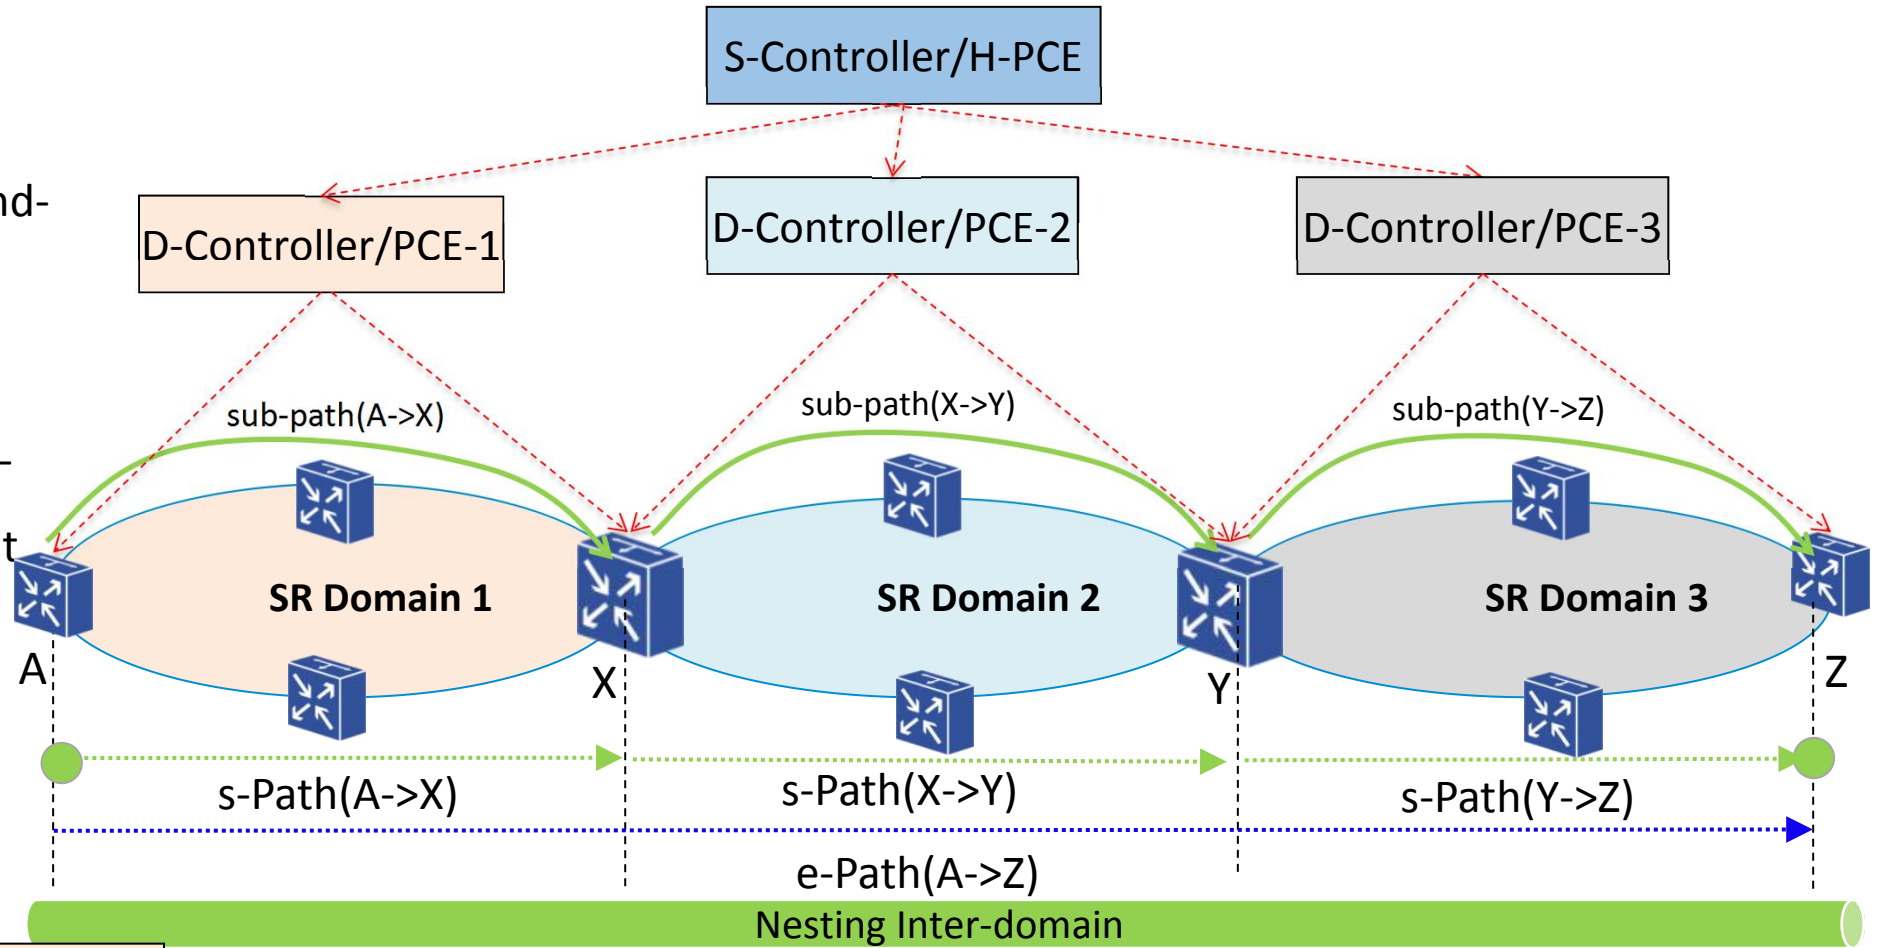 S-Controller/H-PCE
nd-
D-Controller/PCE-1
D-Controller/PCE-2
D-Controller/PCE-3
sub-path(A->X)
sub-path(X->Y)
sub-path(Y->Z)
–
t
SR Domain 1
SR Domain 2
SR Domain 3
A
X
Y
Z
s-Path(A->X)
s-Path(X->Y)
s-Path(Y->Z)
e-Path(A->Z)
Nesting Inter-domain